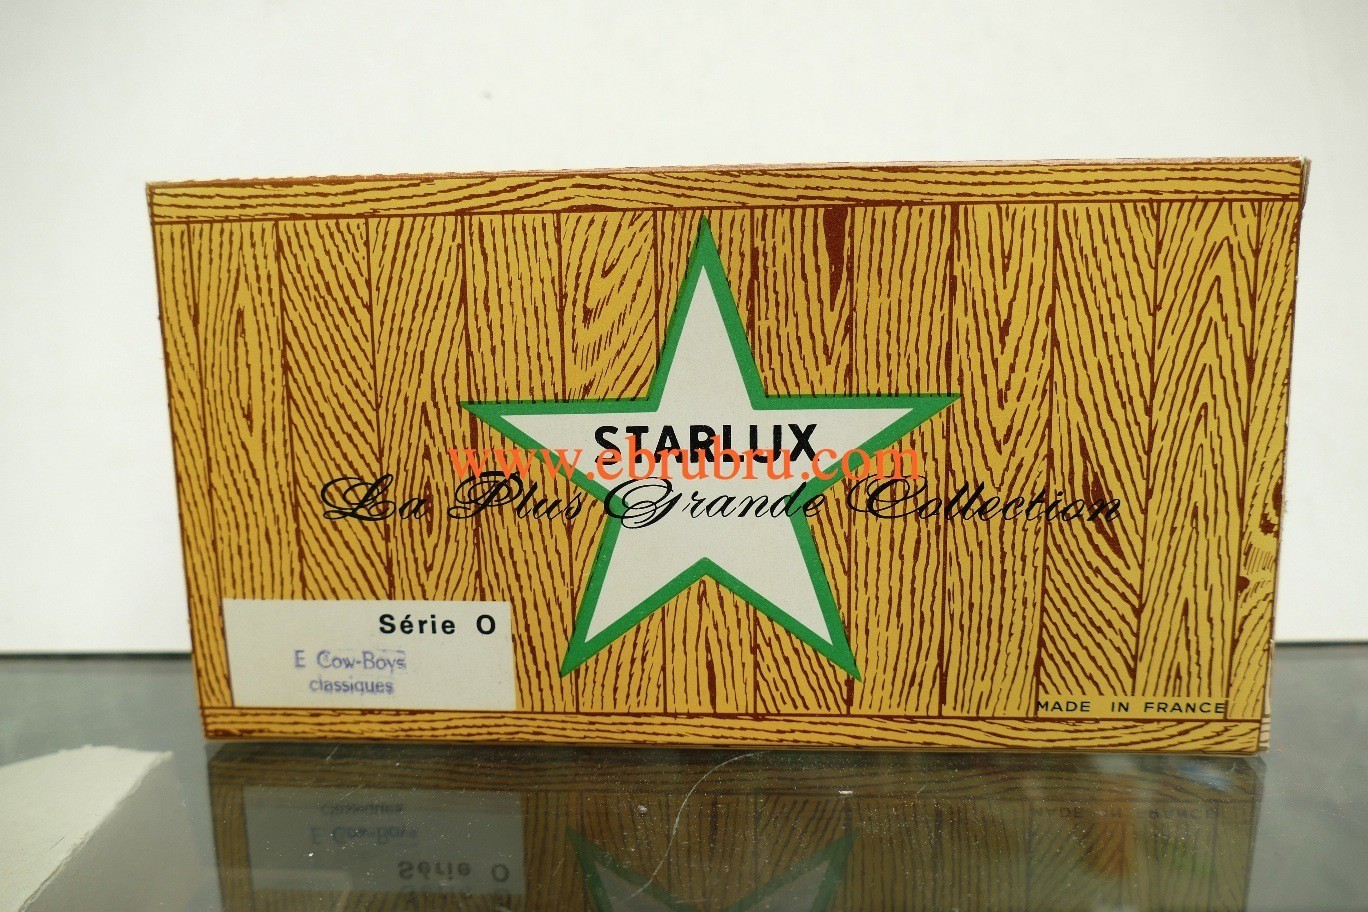 STARLUX
www.ebrubru.com
La Plus Grande Collection
Série O
E Cow-Boys
classiques
MADE IN FRANCE